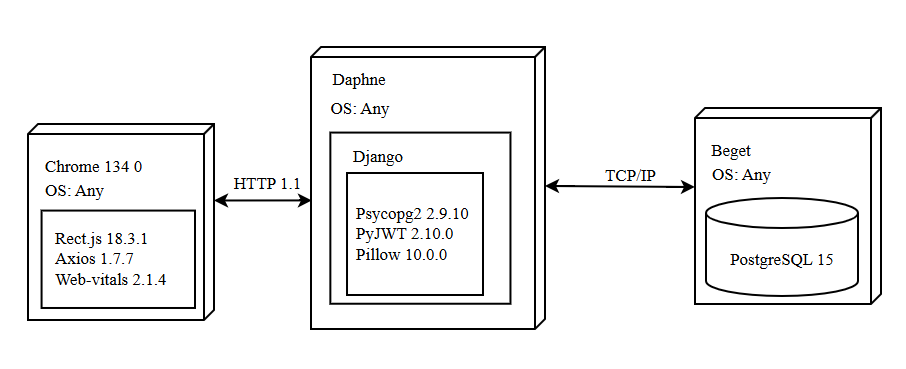 Chrome 134 0
OS: Any
Rect.js 18.3.1
Axios 1.7.7
Web-vitals 2.1.4
HTTP 1.1
Daphne
OS: Any
Django
Psycopg2 2.9.10
PyJWT 2.10.0
Pillow 10.0.0
TCP/IP
Beget
OS: Any
PostgreSQL 15